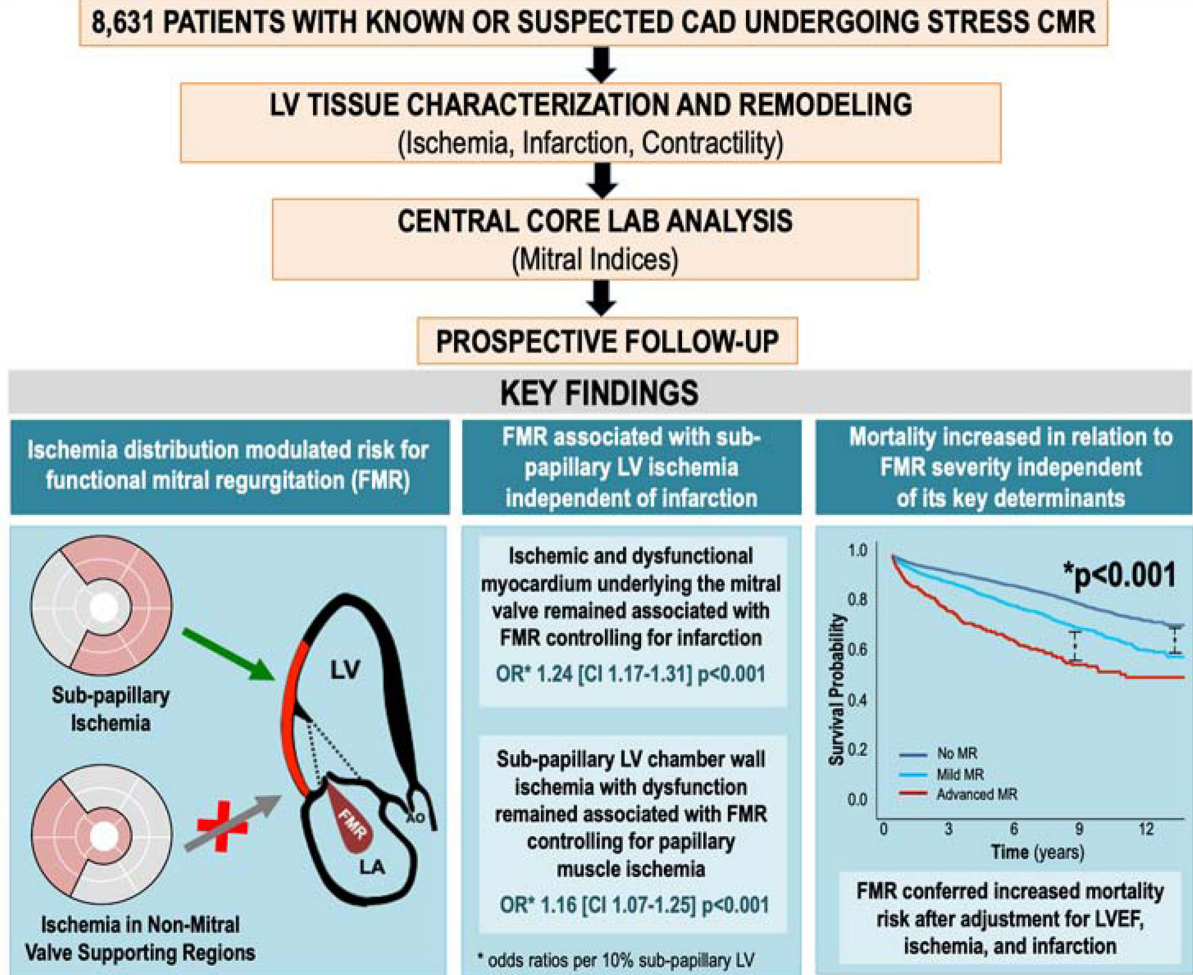 8,631 PATIENTS WITH KNOWN OR SUSPECTED CAD UNDERGOING STRESS CMR
LV TISSUE CHARACTERIZATION AND REMODELING
(Ischemia, Infarction, Contractility)
CENTRAL CORE LAB ANALYSIS
(Mitral Indices)
PROSPECTIVE FOLLOW-UP
KEY FINDINGS
Ischemia distribution modulated risk for
functional mitral regurgitation (FMR)
Sub-papillary
Ischemia
Ischemia in Non-Mitral
Valve Supporting Regions
LV
Ao
FMR
LA
FMR associated with sub-
papillary LV ischemia
independent of infarction
Ischemic and dysfunctional
myocardium underlying the mitral
valve remained associated with
FMR controlling for infarction
OR* 1.24 [CI 1.17-1.31] p<0.001
Sub-papillary LV chamber wall
ischemia with dysfunction
remained associated with FMR
controlling for papillary
muscle ischemia
OR* 1.16 [CI 1.07-1.25] p<0.001
* odds ratios per 10% sub-papillary LV
Mortality increased in relation to
FMR severity independent
of its key determinants
Survival Probability
1.0
0.8
0.6
0.4
0.2
0.0
*p<0.001
No MR
Mild MR
Advanced MR
0 3 6 9 12
Time (years)
FMR conferred increased mortality
risk after adjustment for LVEF,
ischemia, and infarction